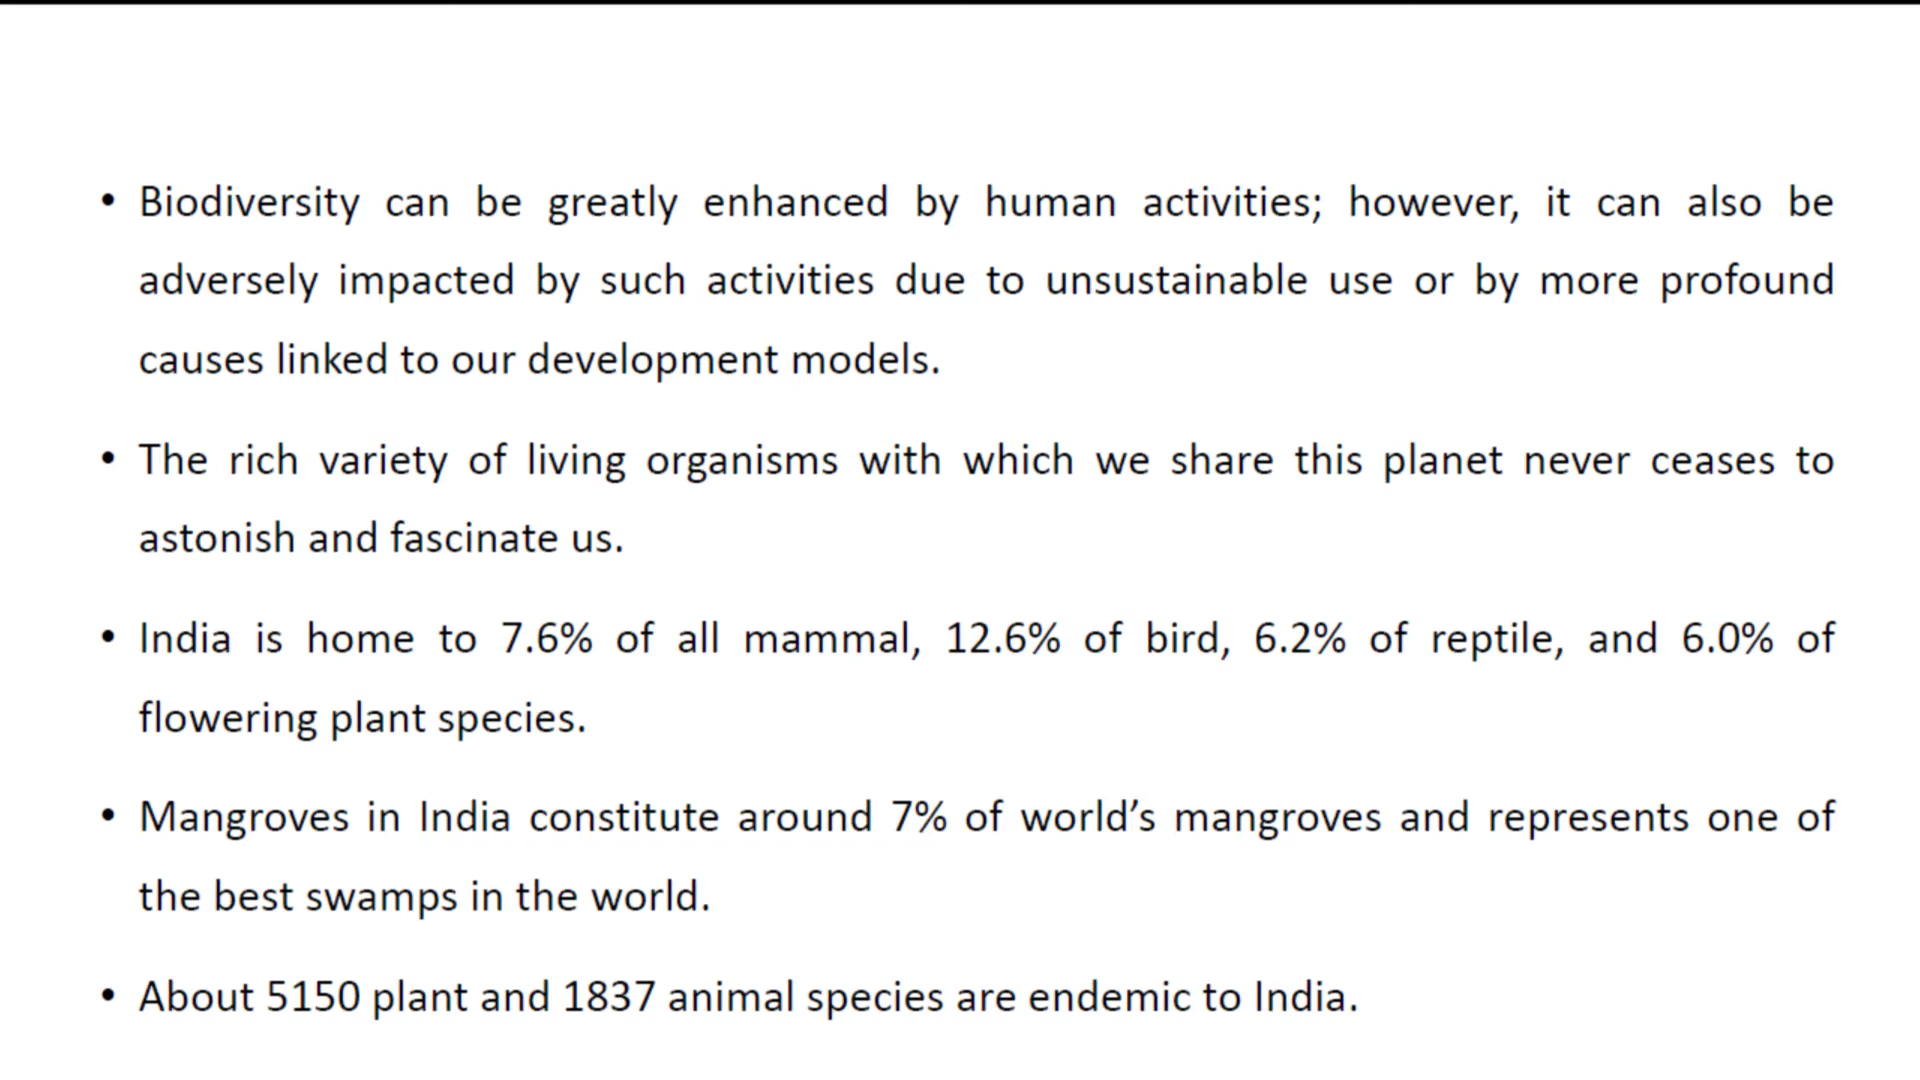 • Biodiversity can be greatly enhanced by human activities; however, it can also be
adversely impacted by such activities due to unsustainable use or by more profound
causes linked to our development models.
• The rich variety of living organisms with which we share this planet never ceases to
astonish and fascinate us.
• India is home to 7.6% of all mammal, 12.6% of bird, 6.2% of reptile, and 6.0% of
flowering plant species.
• Mangroves in India constitute around 7% of world’s mangroves and represents one of
the best swamps in the world.
• About 5150 plant and 1837 animal species are endemic to India.